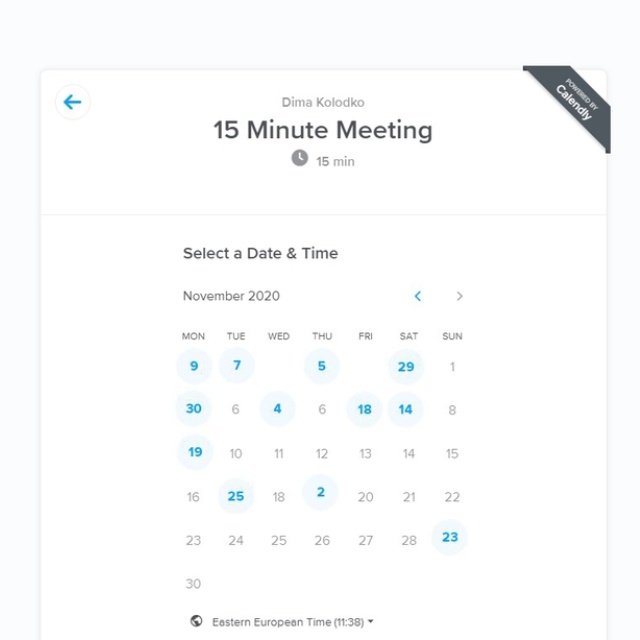 POWERED BY
Calendly
Dima Kolodko
15 Minute Meeting
15 min
Select a Date & Time
November 2020
MON TUE WED THU FRI SAT SUN
9 7 5 29 1
30 6 4 6 18 14 8
19 10 11 12 13 14 15
16 25 18 2 20 21 22
23 24 25 26 27 28 23
30
Eastern European Time (11:38)